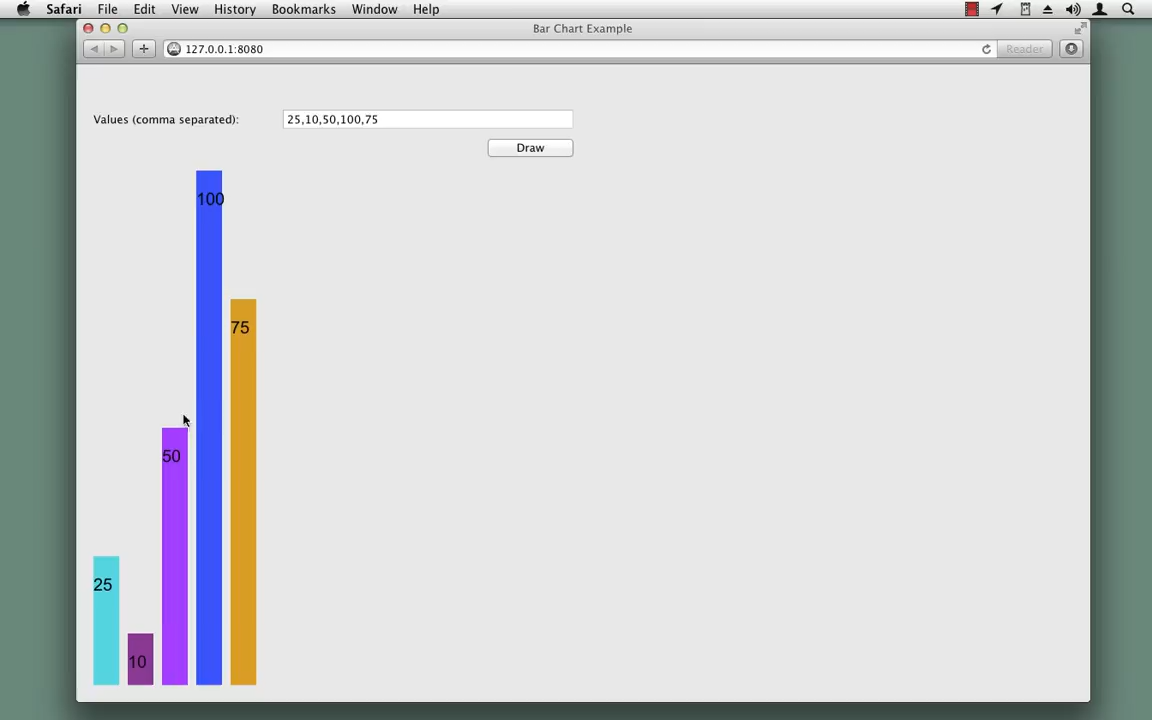 Safari File Edit View History Bookmarks Window Help
Bar Chart Example
127.0.0.1:8080 Reader
Values (comma separated): 25,10,50,100,75
Draw
100
75
50
25
10